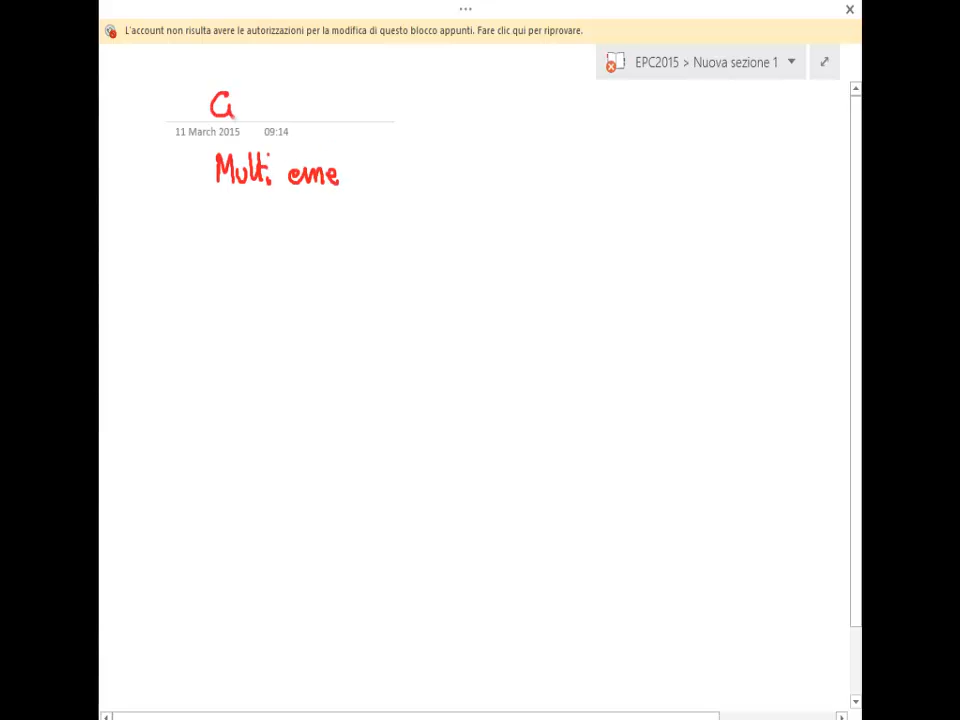 L'account non risulta avere le autorizzazioni per la modifica di questo blocco appunti. Fare clic qui per riprovare.
EPC2015 > Nuova sezione 1
G
11 March 2015 09:14
Multi eme